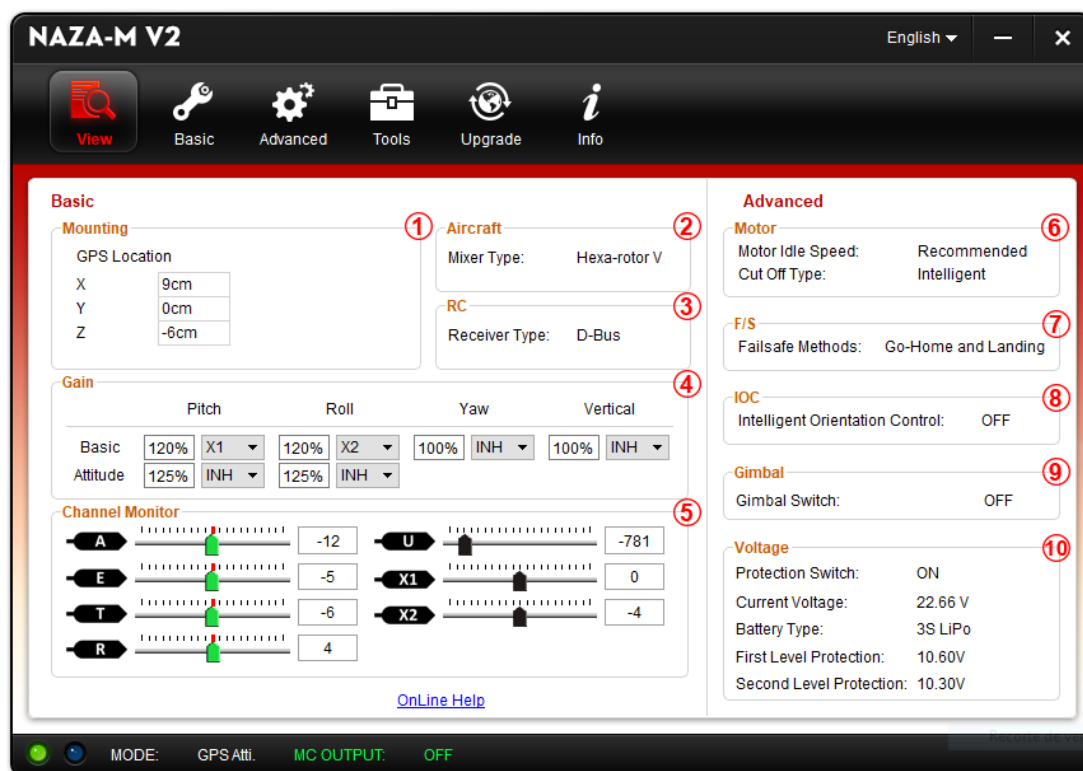 NAZA-M V2
English
View
Basic
Advanced
Tools
Upgrade
Info
Basic
Mounting
1
GPS Location
X 9cm
Y 0cm
Z -6cm
Aircraft
2
Mixer Type: Hexa-rotor V
RC
3
Receiver Type: D-Bus
Gain
4
Pitch Roll Yaw Vertical
Basic 120% X1 120% X2 100% INH 100% INH
Attitude 125% INH 125% INH
Channel Monitor
5
A -12
E -5
T -6
R 4
U -781
X1 0
X2 -4
OnLine Help
Advanced
Motor
6
Motor Idle Speed: Recommended
Cut Off Type: Intelligent
F/S
7
Failsafe Methods: Go-Home and Landing
IOC
8
Intelligent Orientation Control: OFF
Gimbal
9
Gimbal Switch: OFF
Voltage
10
Protection Switch: ON
Current Voltage: 22.66 V
Battery Type: 3S LiPo
First Level Protection: 10.60V
Second Level Protection: 10.30V
MODE: GPS Atti. MC OUTPUT: OFF
Recorte de